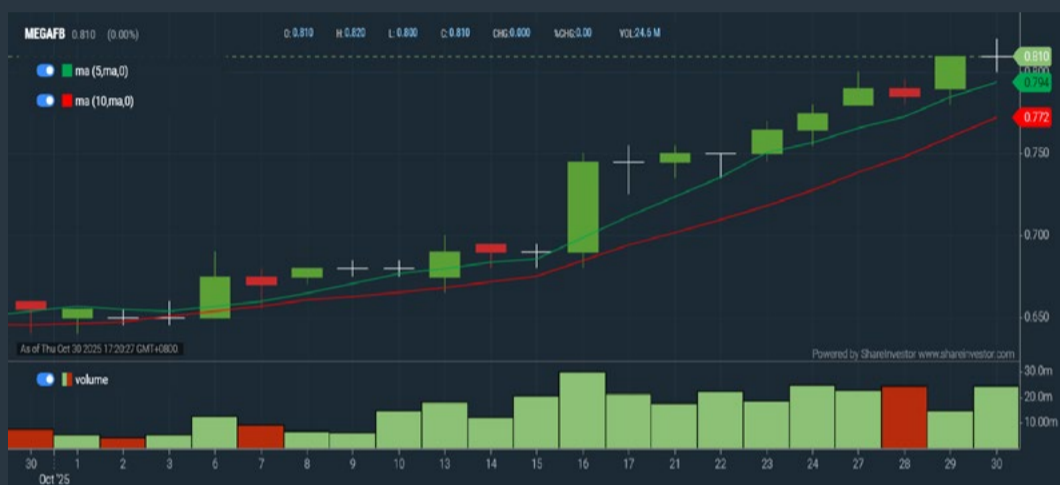 MEGAFB 0.810 (0.00%) O: 0.810 H: 0.820 L: 0.800 C: 0.810 CHG:0.000 %CHG:0.00 VOL:24.6 M
ma (5,ma,0)
ma (10,ma,0)
0.810
0.800
0.794
0.772
0.750
0.700
0.650
As of Thu Oct 30 2025 17:20:27 GMT+0800
Powered by ShareInvestor www.shareinvestor.com
volume
30.0m
20.0m
10.00m
30 1 2 3 6 7 8 9 10 13 14 15 16 17 21 22 23 24 27 28 29 30
Oct '25